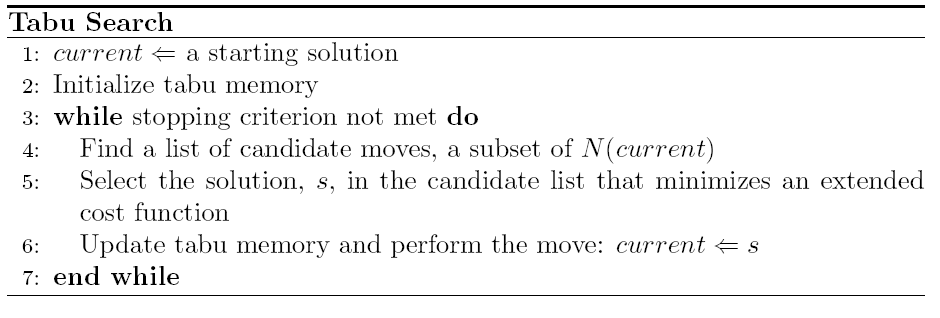 Tabu Search
1: current ⇐ a starting solution
2: Initialize tabu memory
3: while stopping criterion not met do
4: Find a list of candidate moves, a subset of N(current)
5: Select the solution, s, in the candidate list that minimizes an extended
cost function
6: Update tabu memory and perform the move: current ⇐ s
7: end while